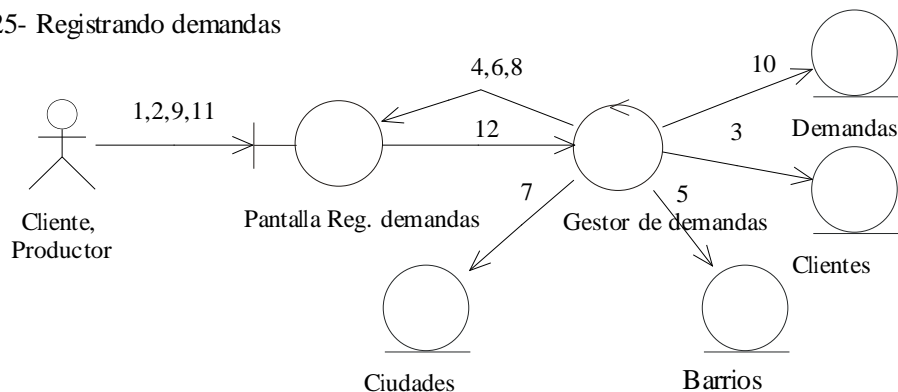 25- Registrando demandas
4,6,8
10
1,2,9,11
12
3
Demandas
7
5
Cliente,
Productor
Pantalla Reg. demandas
Gestor de demandas
Clientes
Ciudades
Barrios